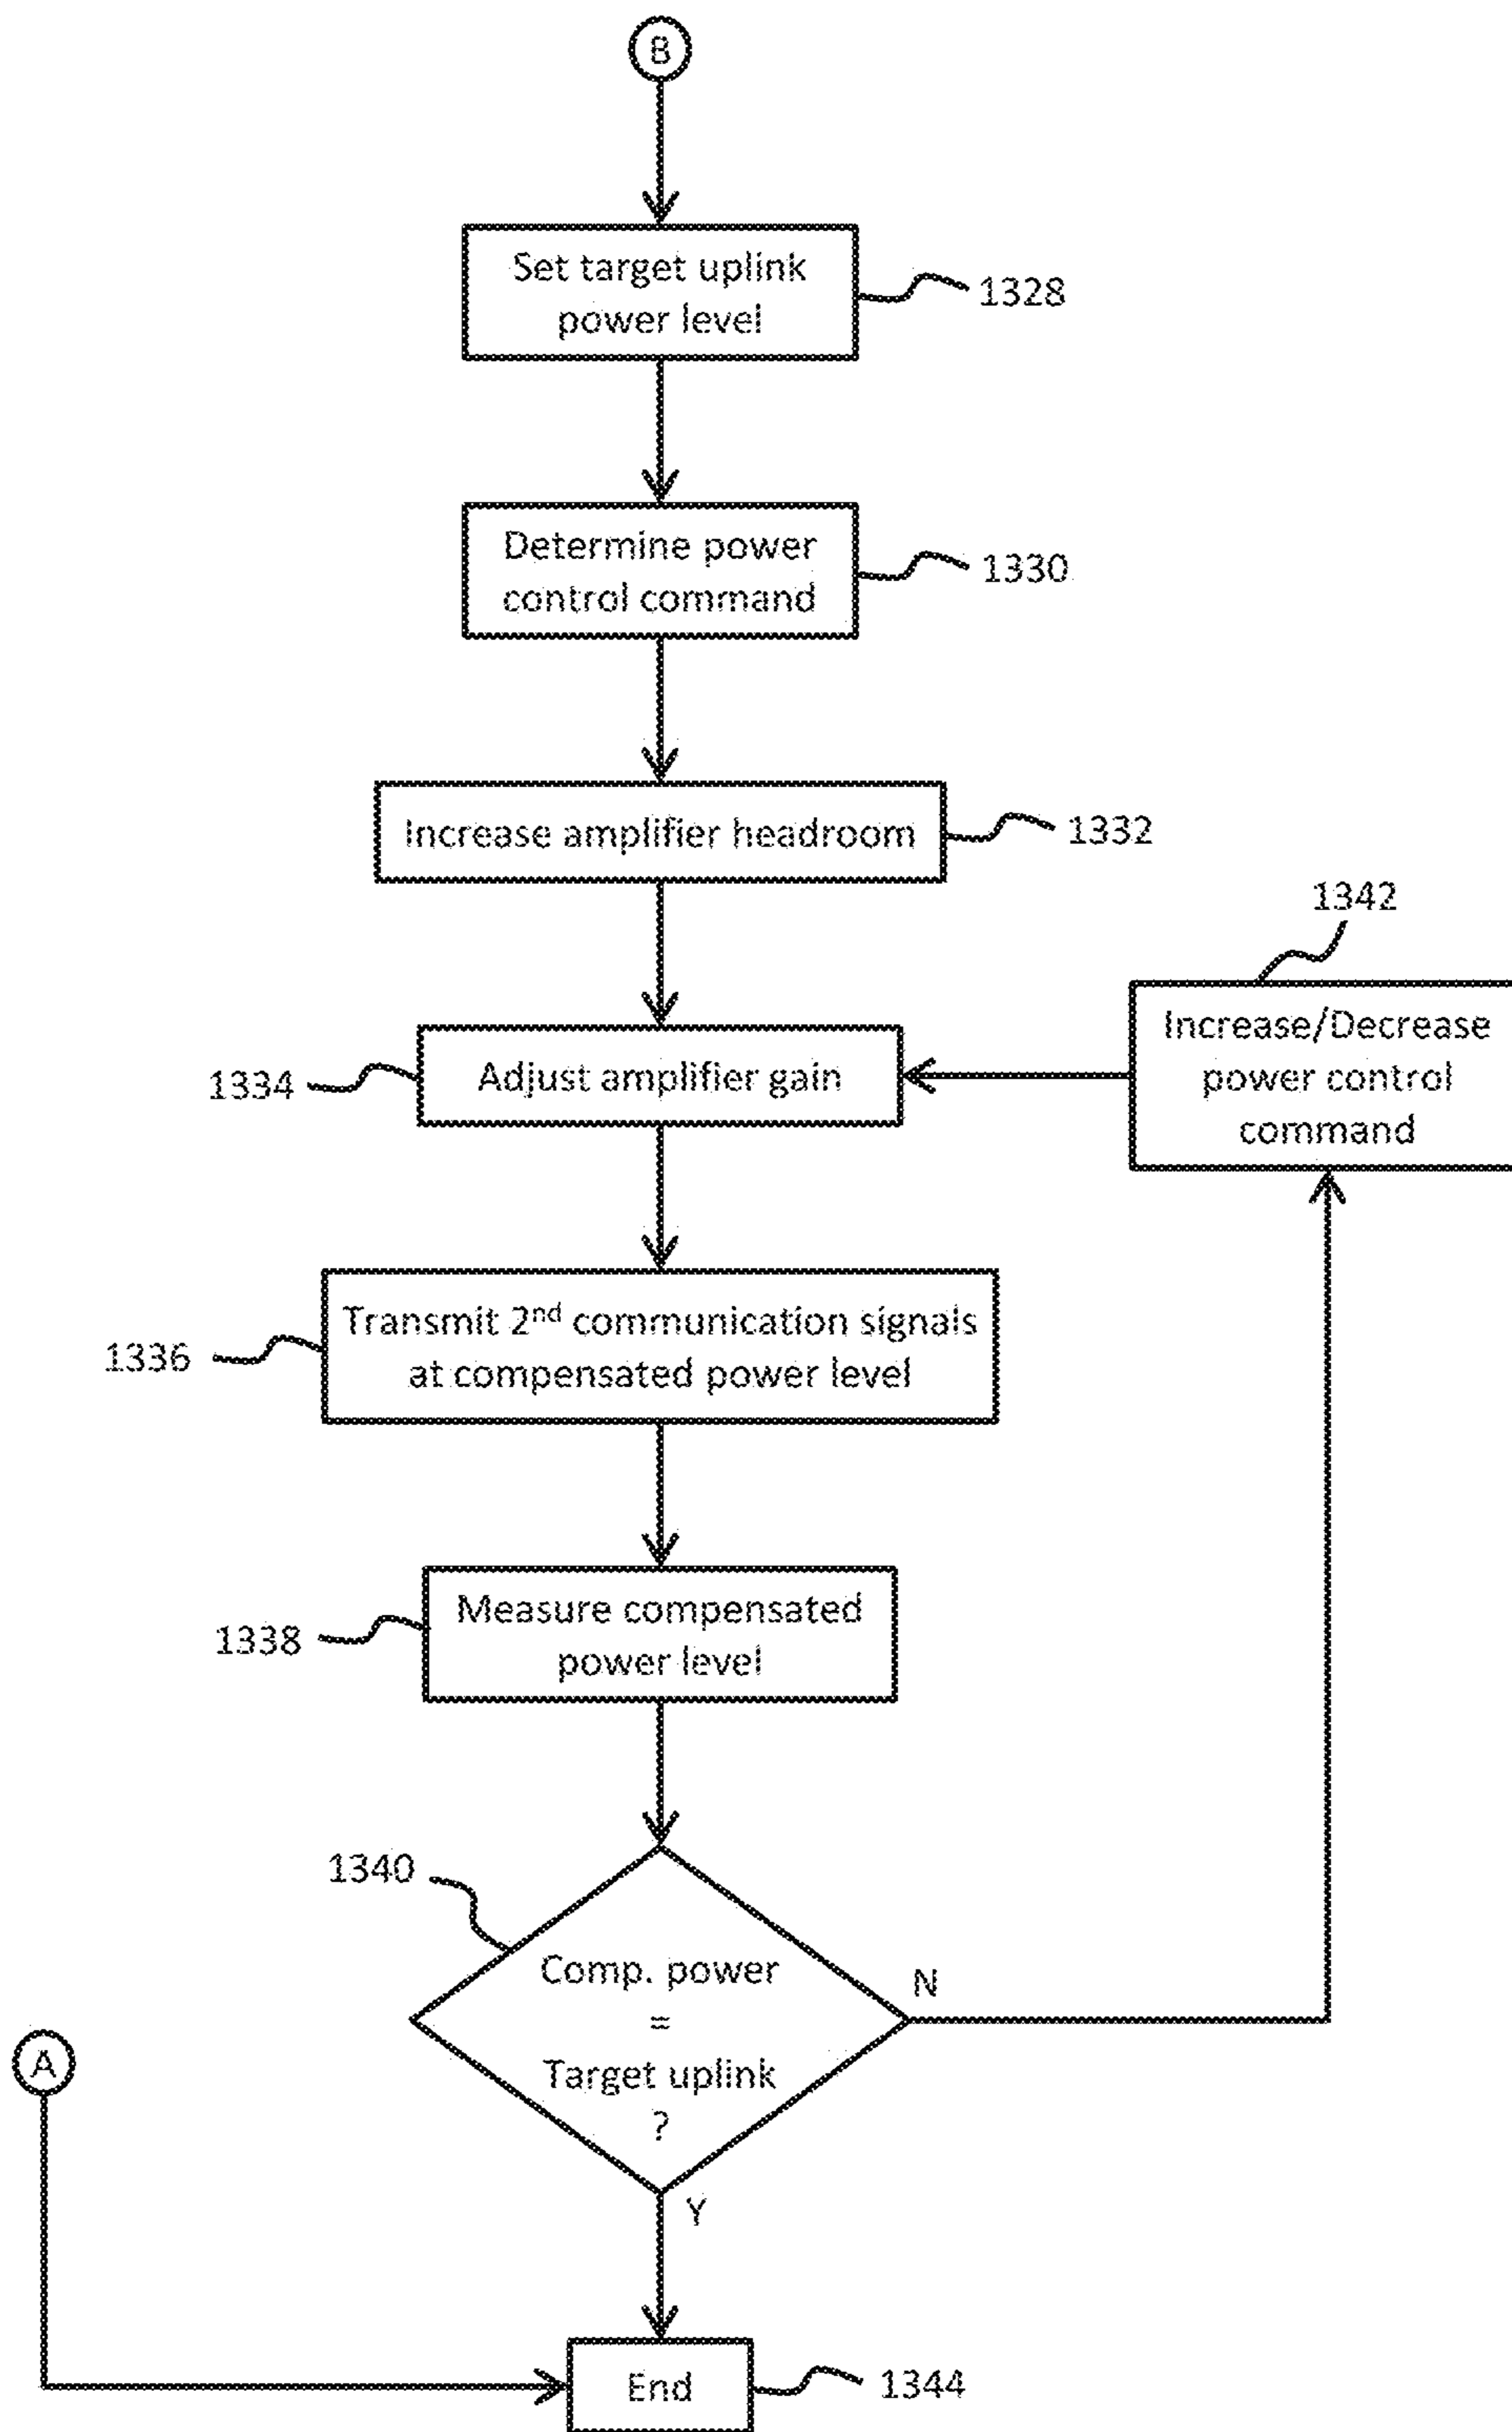 B
Set target uplink
power level
1328
Determine power
control command
1330
Increase amplifier headroom
1332
1342
Increase/Decrease
power control
command
1334
Adjust amplifier gain
1336
Transmit 2nd communication signals
at compensated power level
1338
Measure compensated
power level
1340
Comp. power
=
Target uplink
?
N
A
Y
End
1344